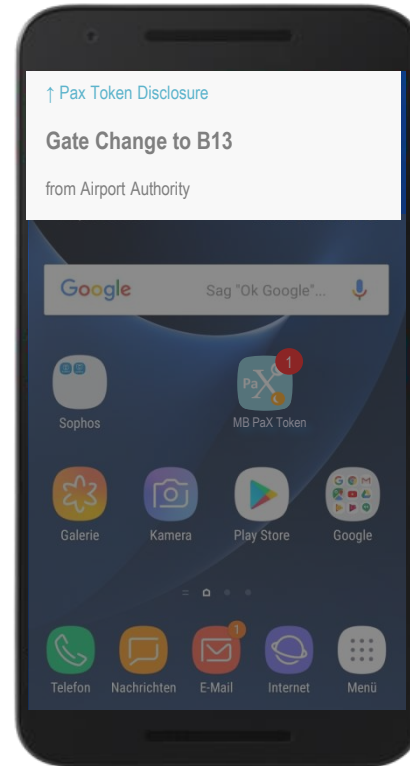 ↑ Pax Token Disclosure
Gate Change to B13
from Airport Authority
Google Sag "Ok Google"...
PaX 1
Sophos MB PaX Token
Galerie Kamera Play Store Google
1
Telefon Nachrichten E-Mail Internet Menü